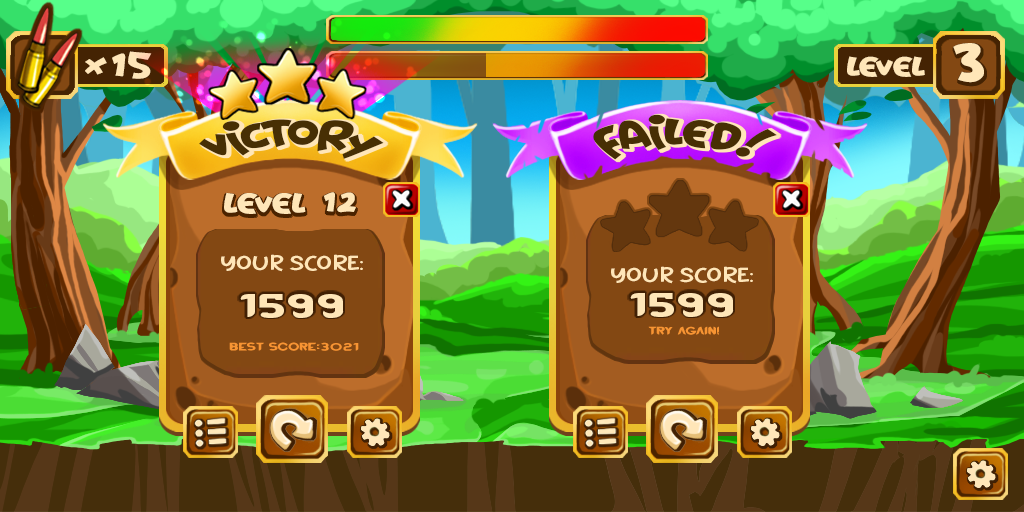 ×15
LEVEL 3
VICTORY
LEVEL 12
YOUR SCORE:
1599
BEST SCORE:3021
FAILED!
YOUR SCORE:
1599
TRY AGAIN!